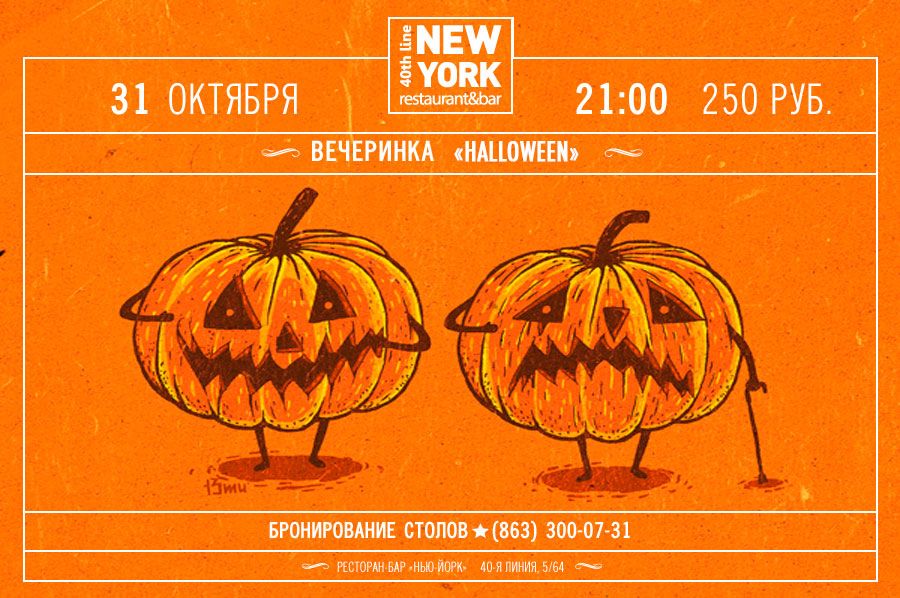 40th line
NEW
YORK
restaurant&bar
31 ОКТЯБРЯ
21:00 250 РУБ.
ВЕЧЕРИНКА «HALLOWEEN»
БРОНИРОВАНИЕ СТОЛОВ ★ (863) 300-07-31
РЕСТОРАН-БАР «НЬЮ-ЙОРК» 40-Я ЛИНИЯ, 5/64